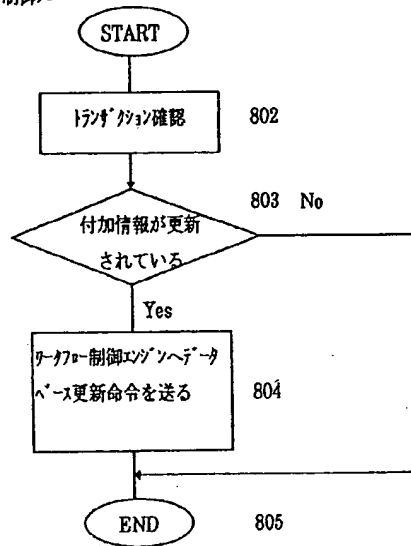 START
トランザクション確認 802
803 No
付加情報が更新
されている
Yes
ワークフロー制御エンジンへデータ
ベース更新命令を送る 804
END 805